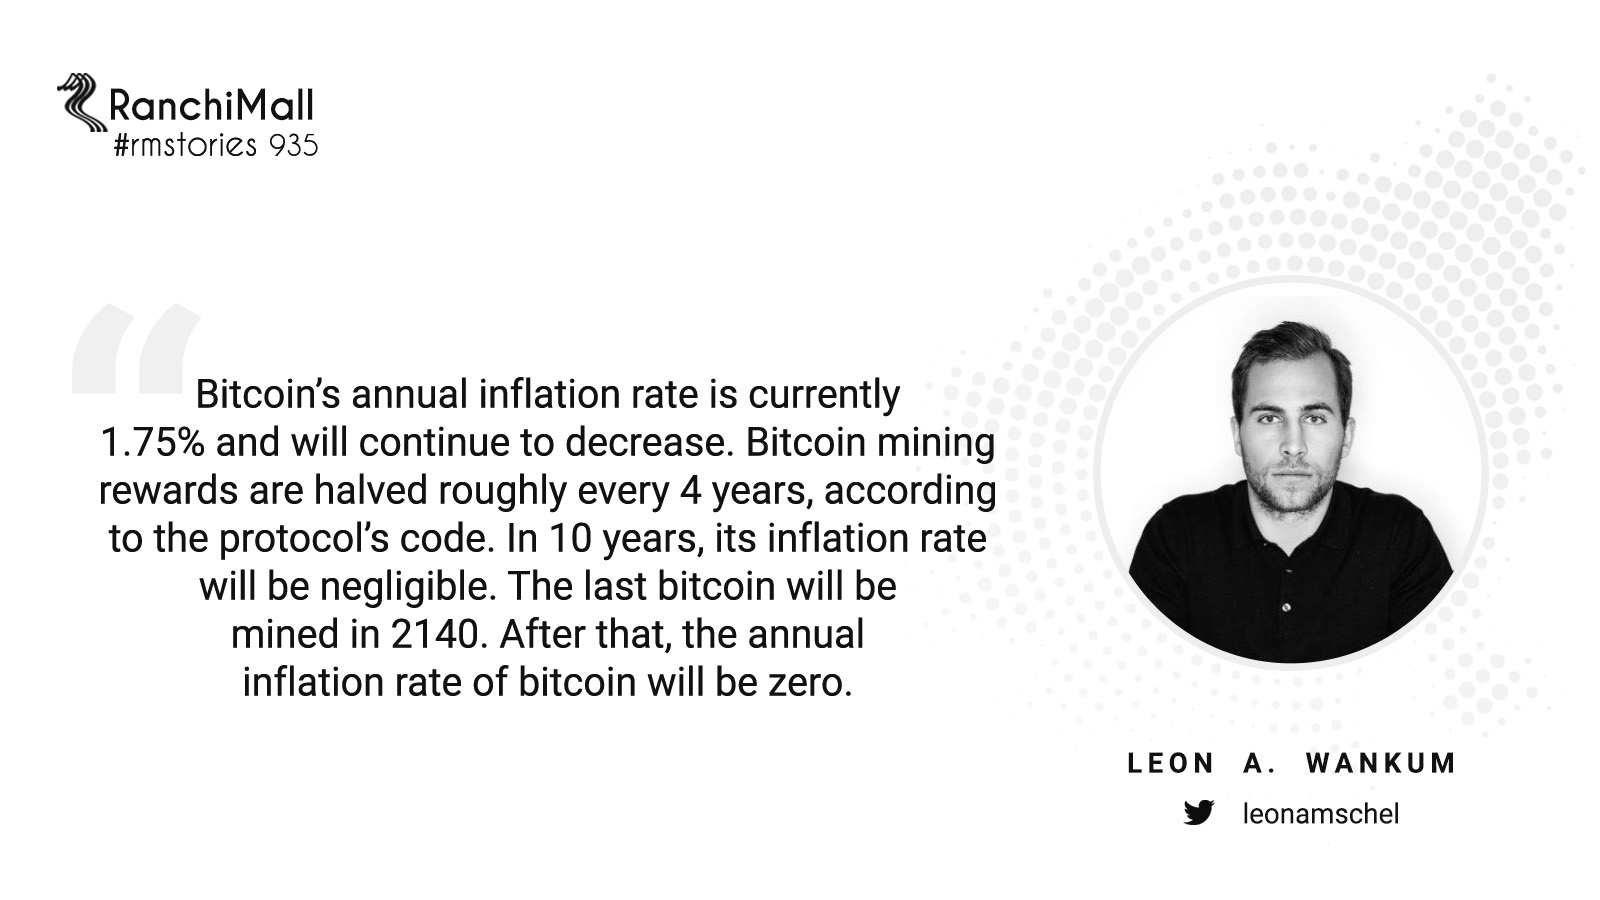 RanchiMall
#rmstories 935
“
Bitcoin’s annual inflation rate is currently
1.75% and will continue to decrease. Bitcoin mining
rewards are halved roughly every 4 years, according
to the protocol’s code. In 10 years, its inflation rate
will be negligible. The last bitcoin will be
mined in 2140. After that, the annual
inflation rate of bitcoin will be zero.
LEON A. WANKUM
leonamschel